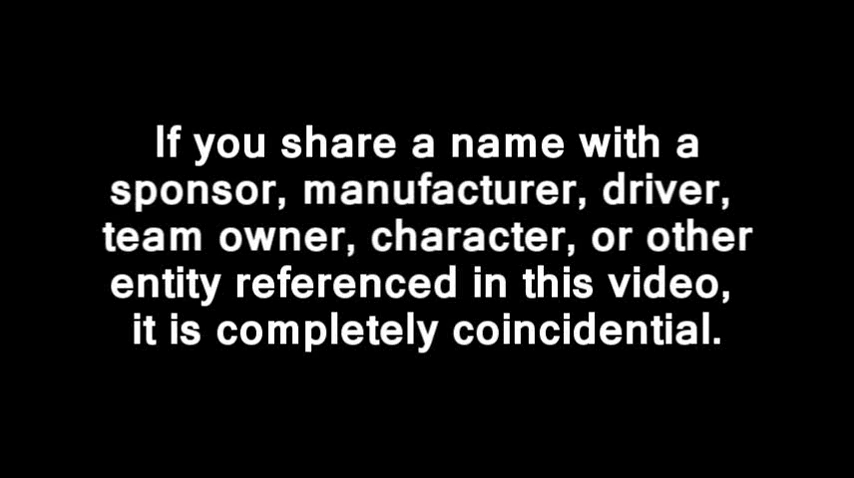 If you share a name with a
sponsor, manufacturer, driver,
team owner, character, or other
entity referenced in this video,
it is completely coincidential.